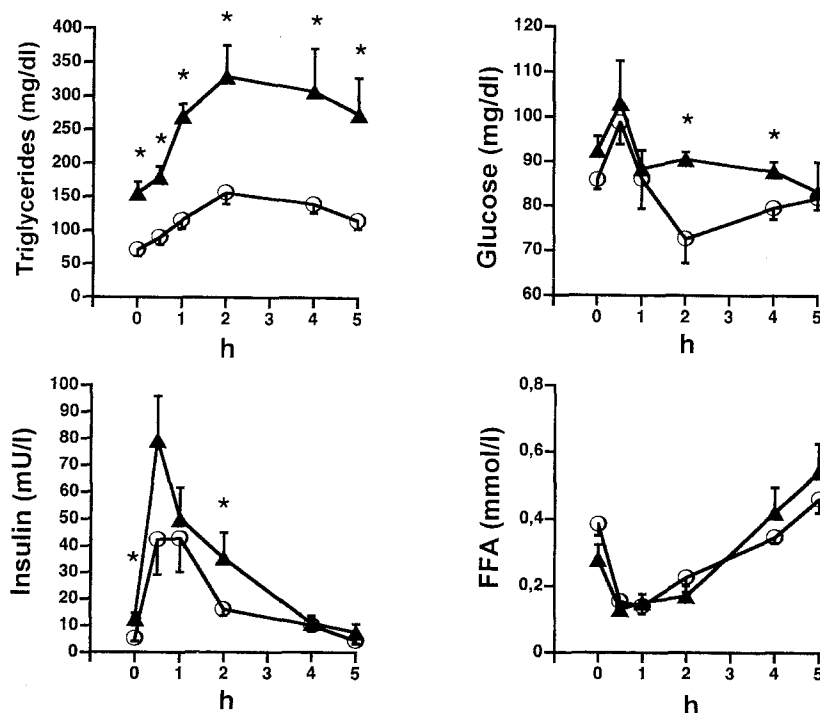 Triglycerides (mg/dl)
400
350
300
250
200
150
100
50
0
* * * * * *
0 1 2 3 4 5
h
Glucose (mg/dl)
120
110
100
90
80
70
60
* *
0 1 2 3 4 5
h
Insulin (mU/l)
100
90
80
70
60
50
40
30
20
10
0
* *
0 1 2 3 4 5
h
FFA (mmol/l)
0,8
0,6
0,4
0,2
0,0
0 1 2 3 4 5
h